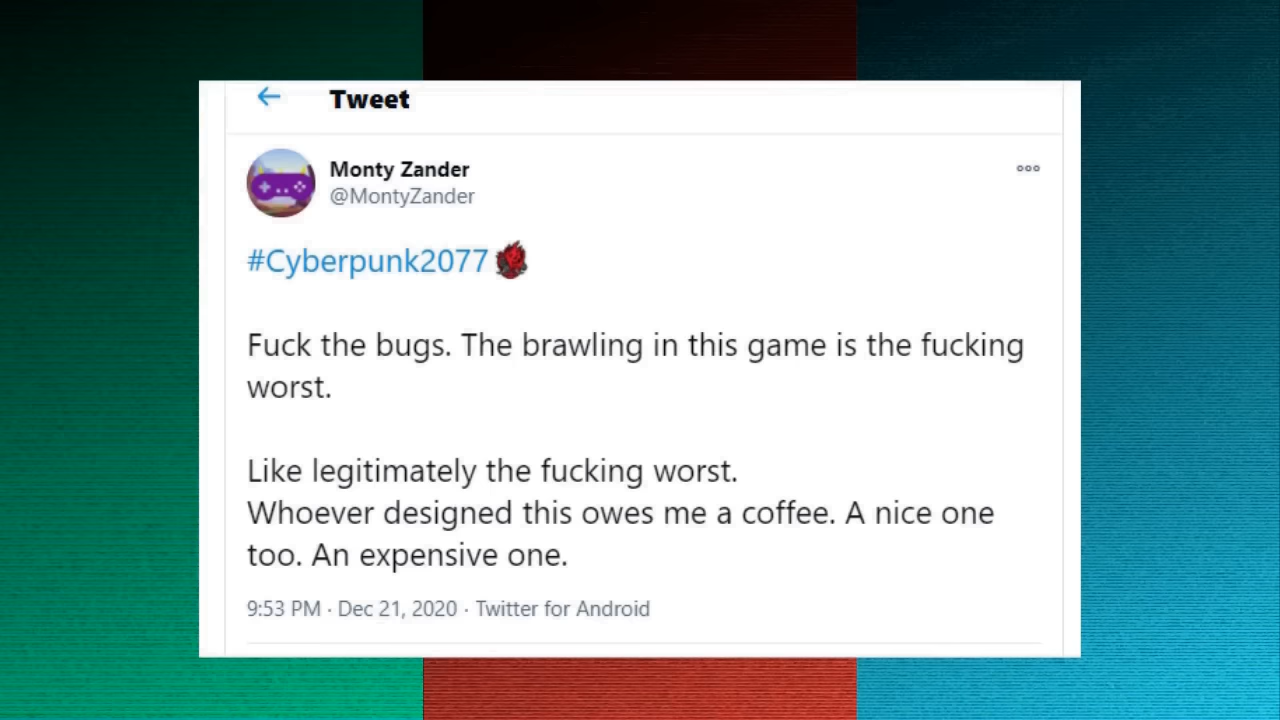 Tweet
Monty Zander
@MontyZander
#Cyberpunk2077
Fuck the bugs. The brawling in this game is the fucking
worst.
Like legitimately the fucking worst.
Whoever designed this owes me a coffee. A nice one
too. An expensive one.
9:53 PM · Dec 21, 2020 · Twitter for Android